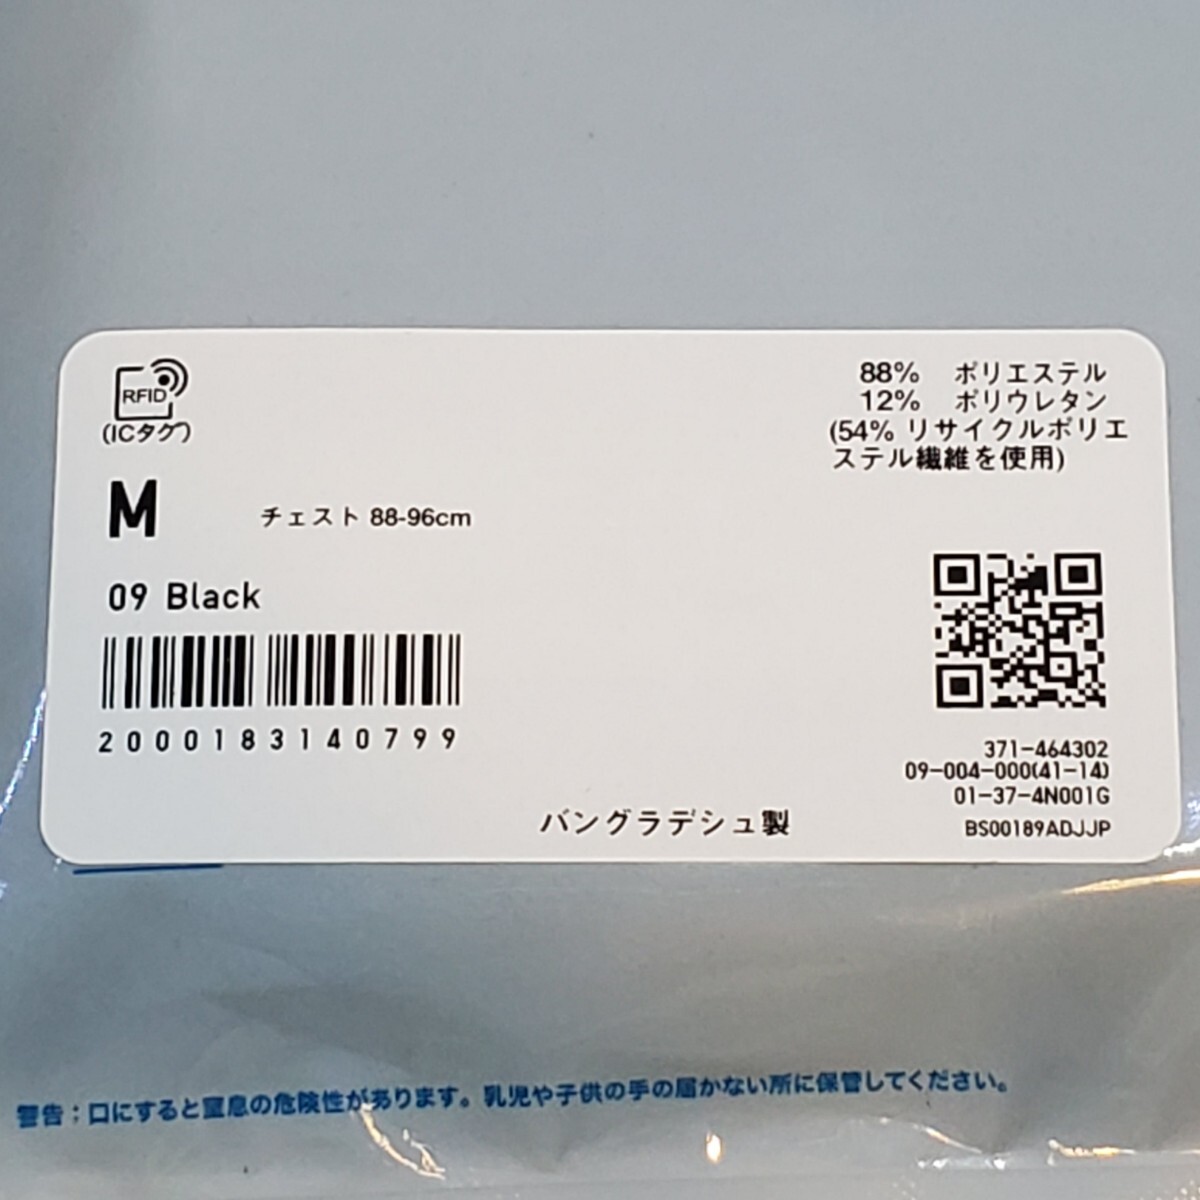 RFID
(ICタグ)
88% ポリエステル
12% ポリウレタン
(54% リサイクルポリエ
ステル繊維を使用)
M チェスト 88-96cm
09 Black
2000183140799
371-464302
09-004-000(41-14)
01-37-4N001G
バングラデシュ製
BS00189ADJJP
警告:口にすると窒息の危険性があります。乳児や子供の手の届かない所に保管してください。